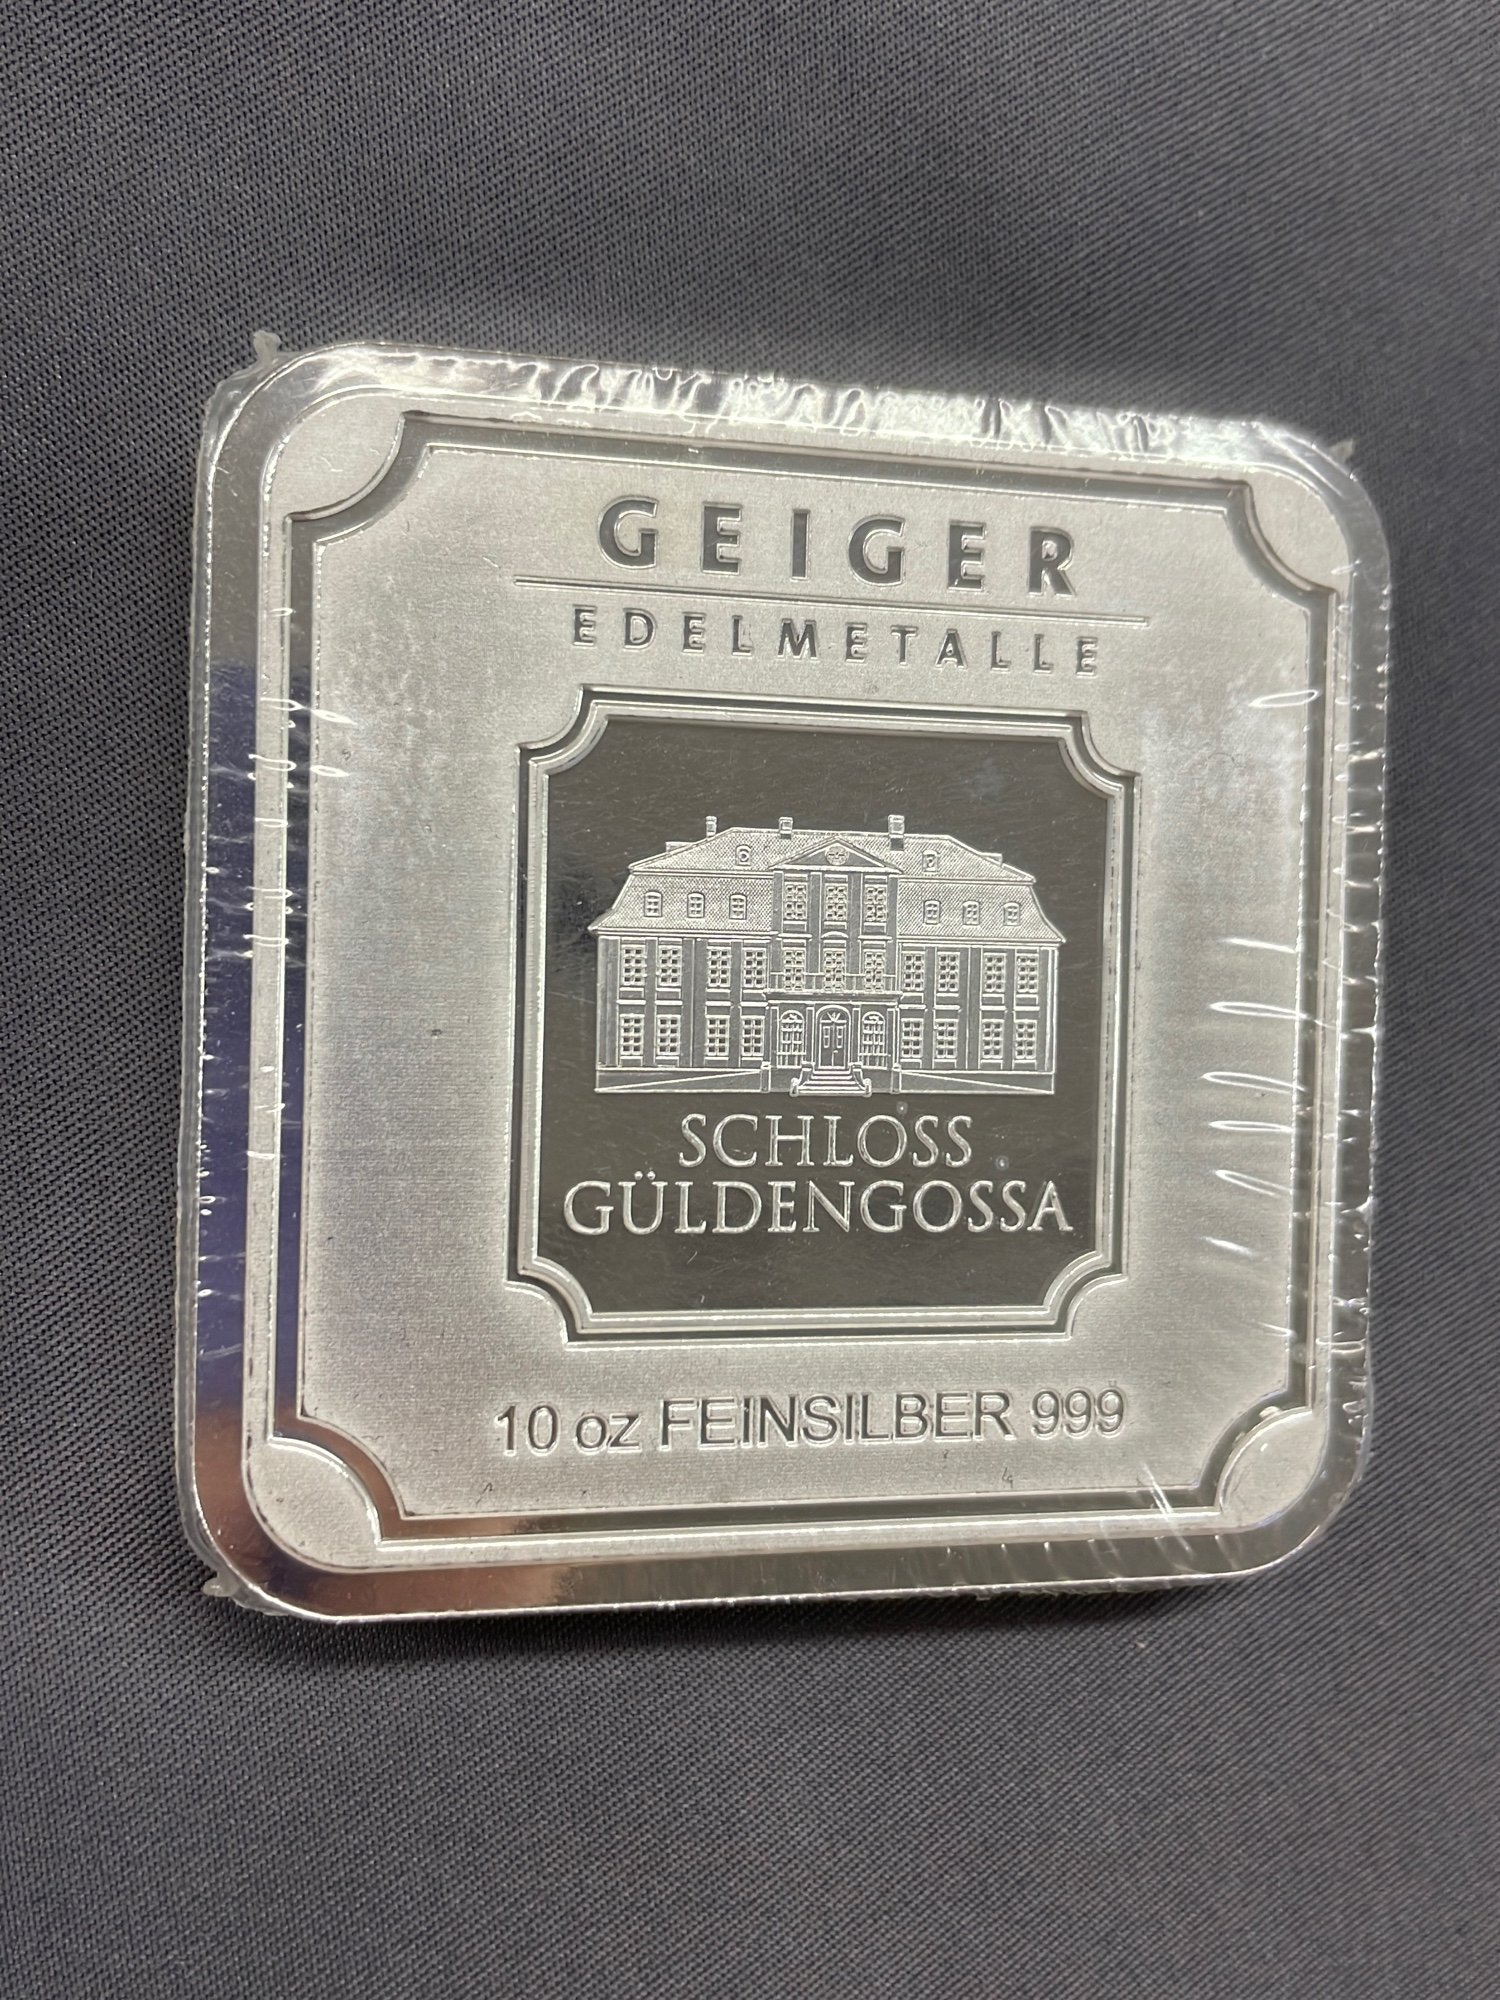 GEIGER
EDELMETALLE
SCHLOSS
GÜLDENGOSSA
10 oz FEINSILBER 999